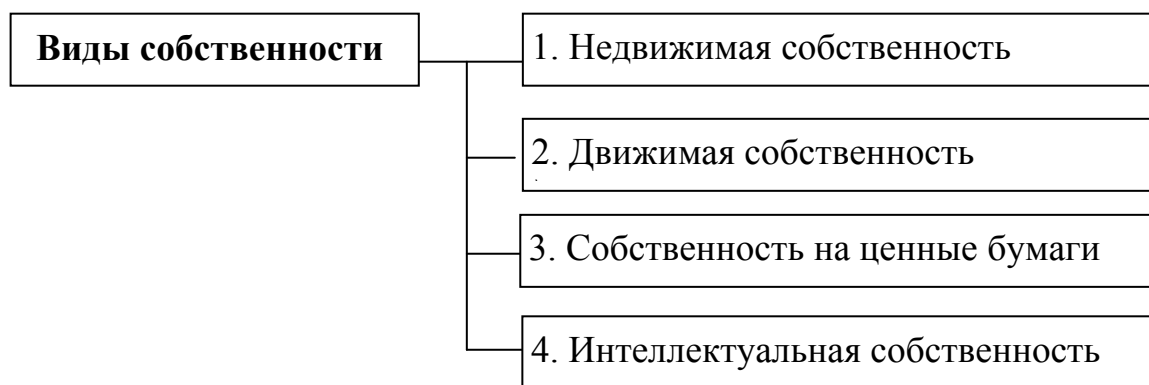 Виды собственности
1. Недвижимая собственность
2. Движимая собственность
3. Собственность на ценные бумаги
4. Интеллектуальная собственность